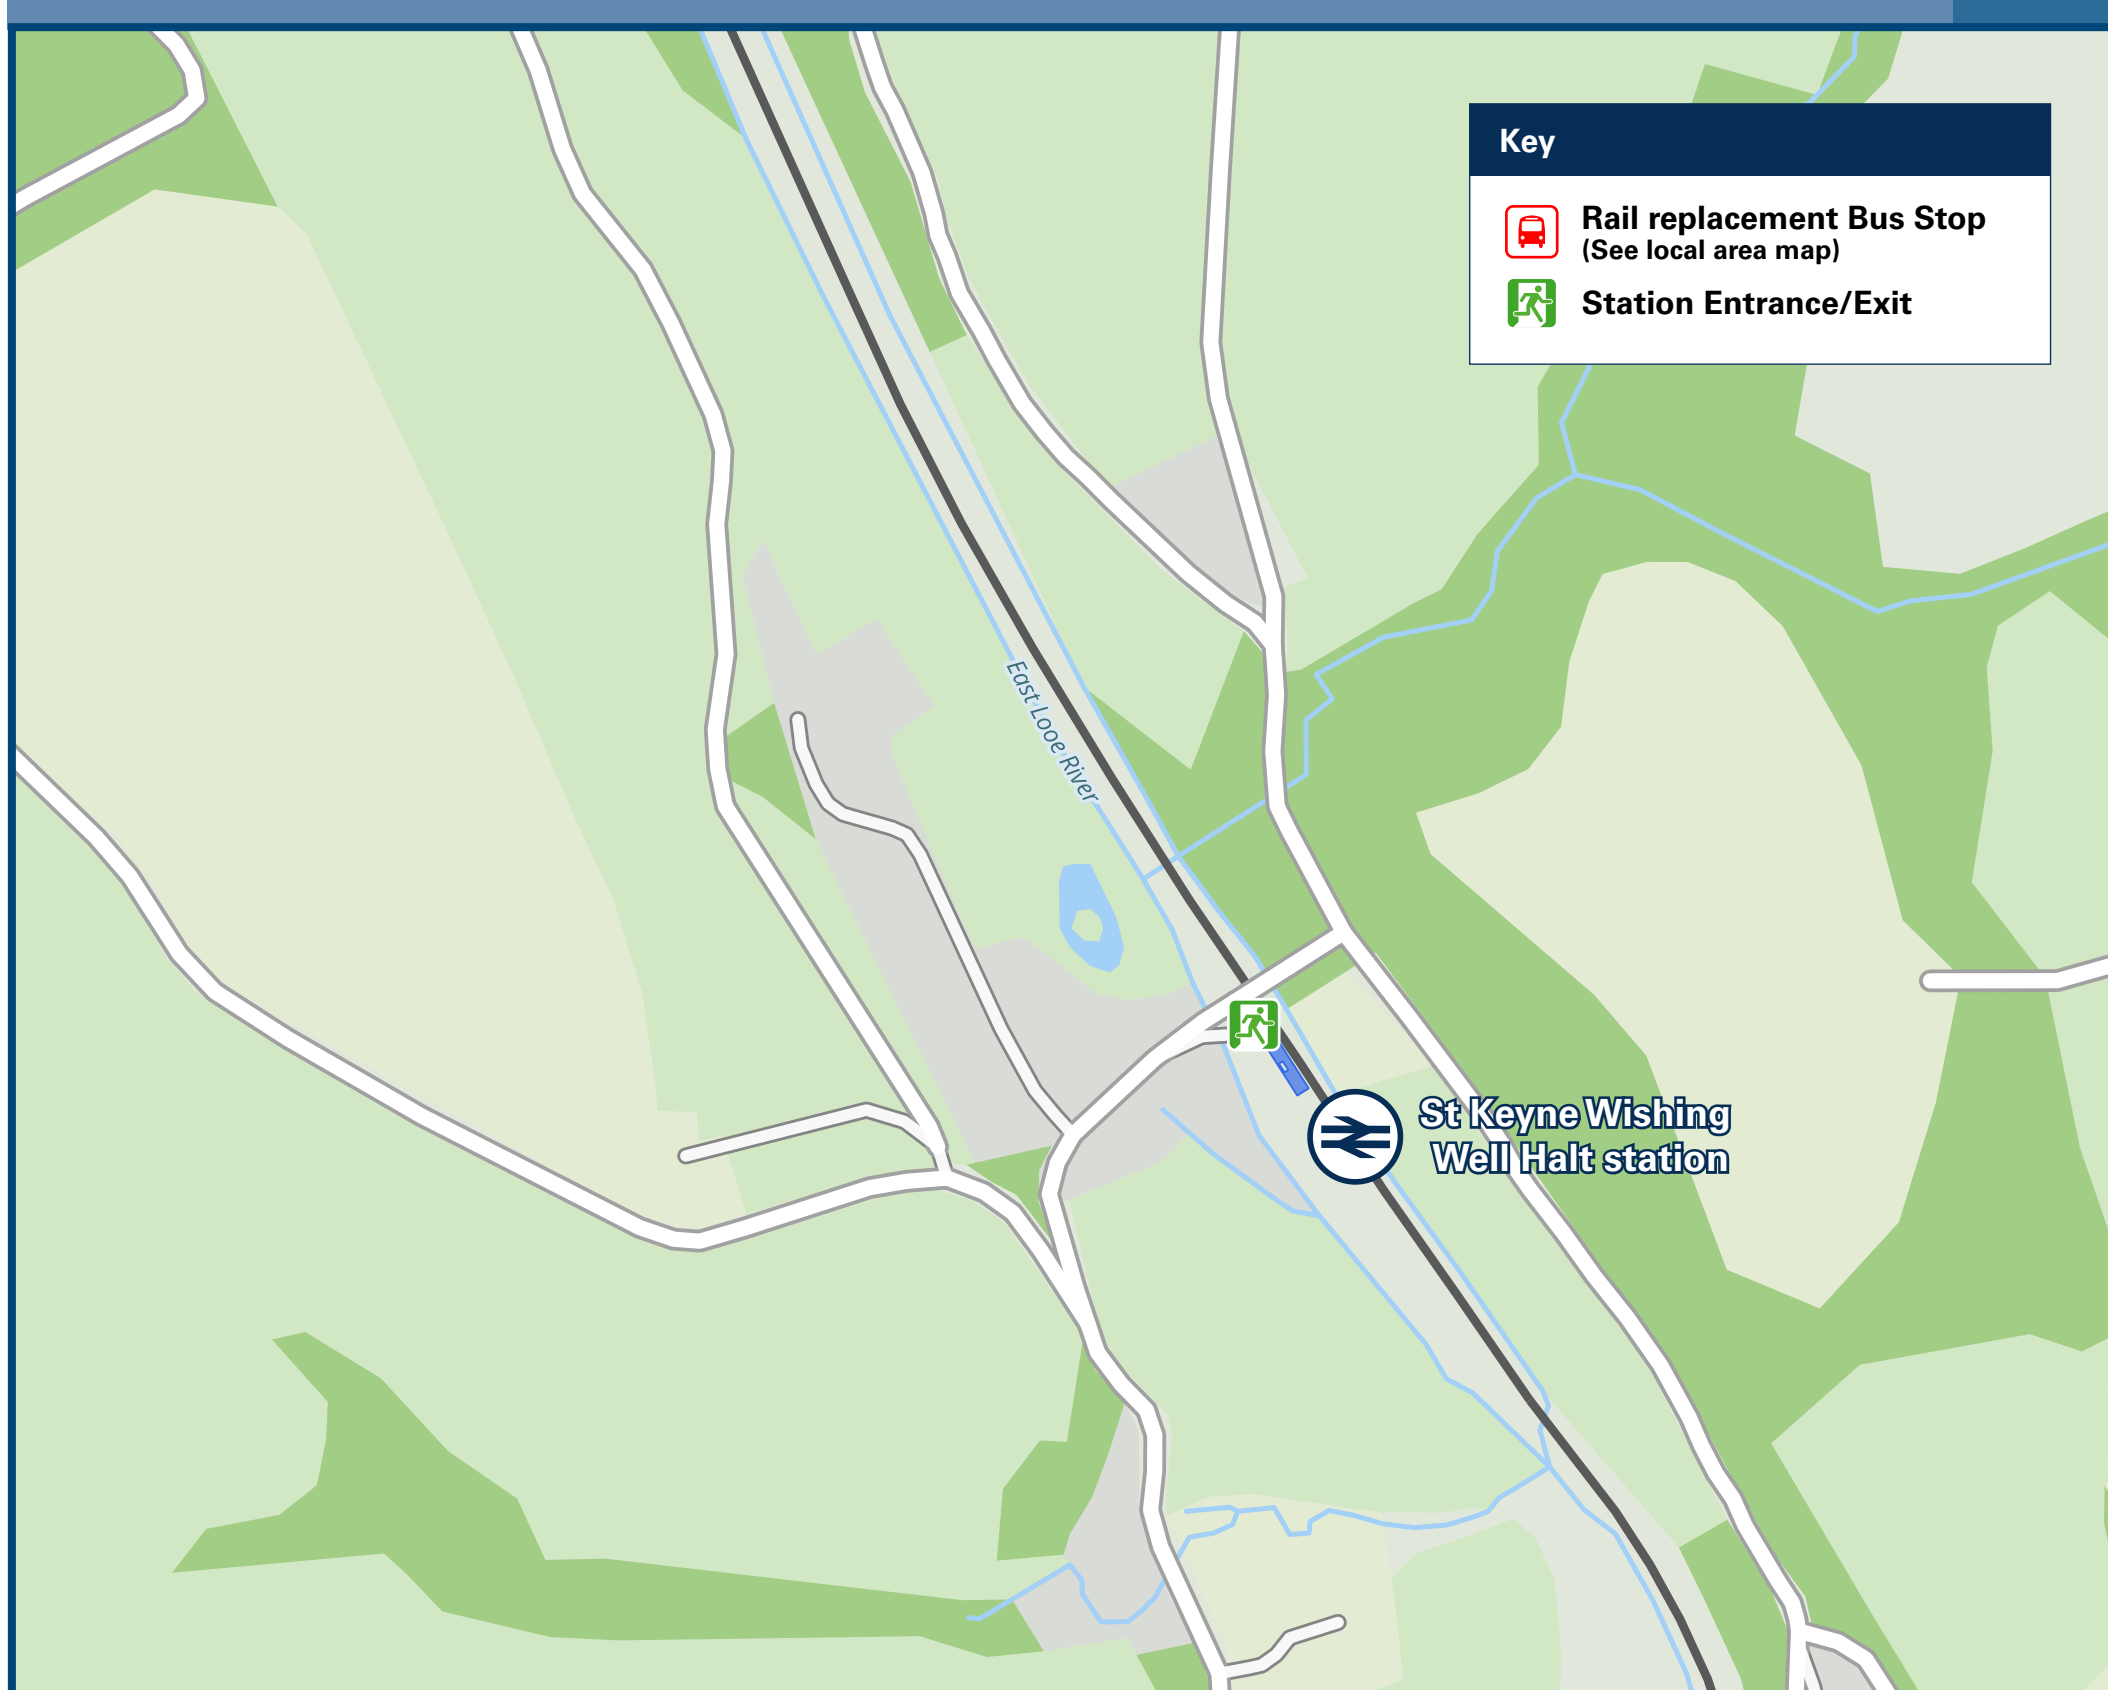 Key
Rail replacement Bus Stop
(See local area map)
Station Entrance/Exit
East Looe River
St Keyne Wishing
Well Halt station